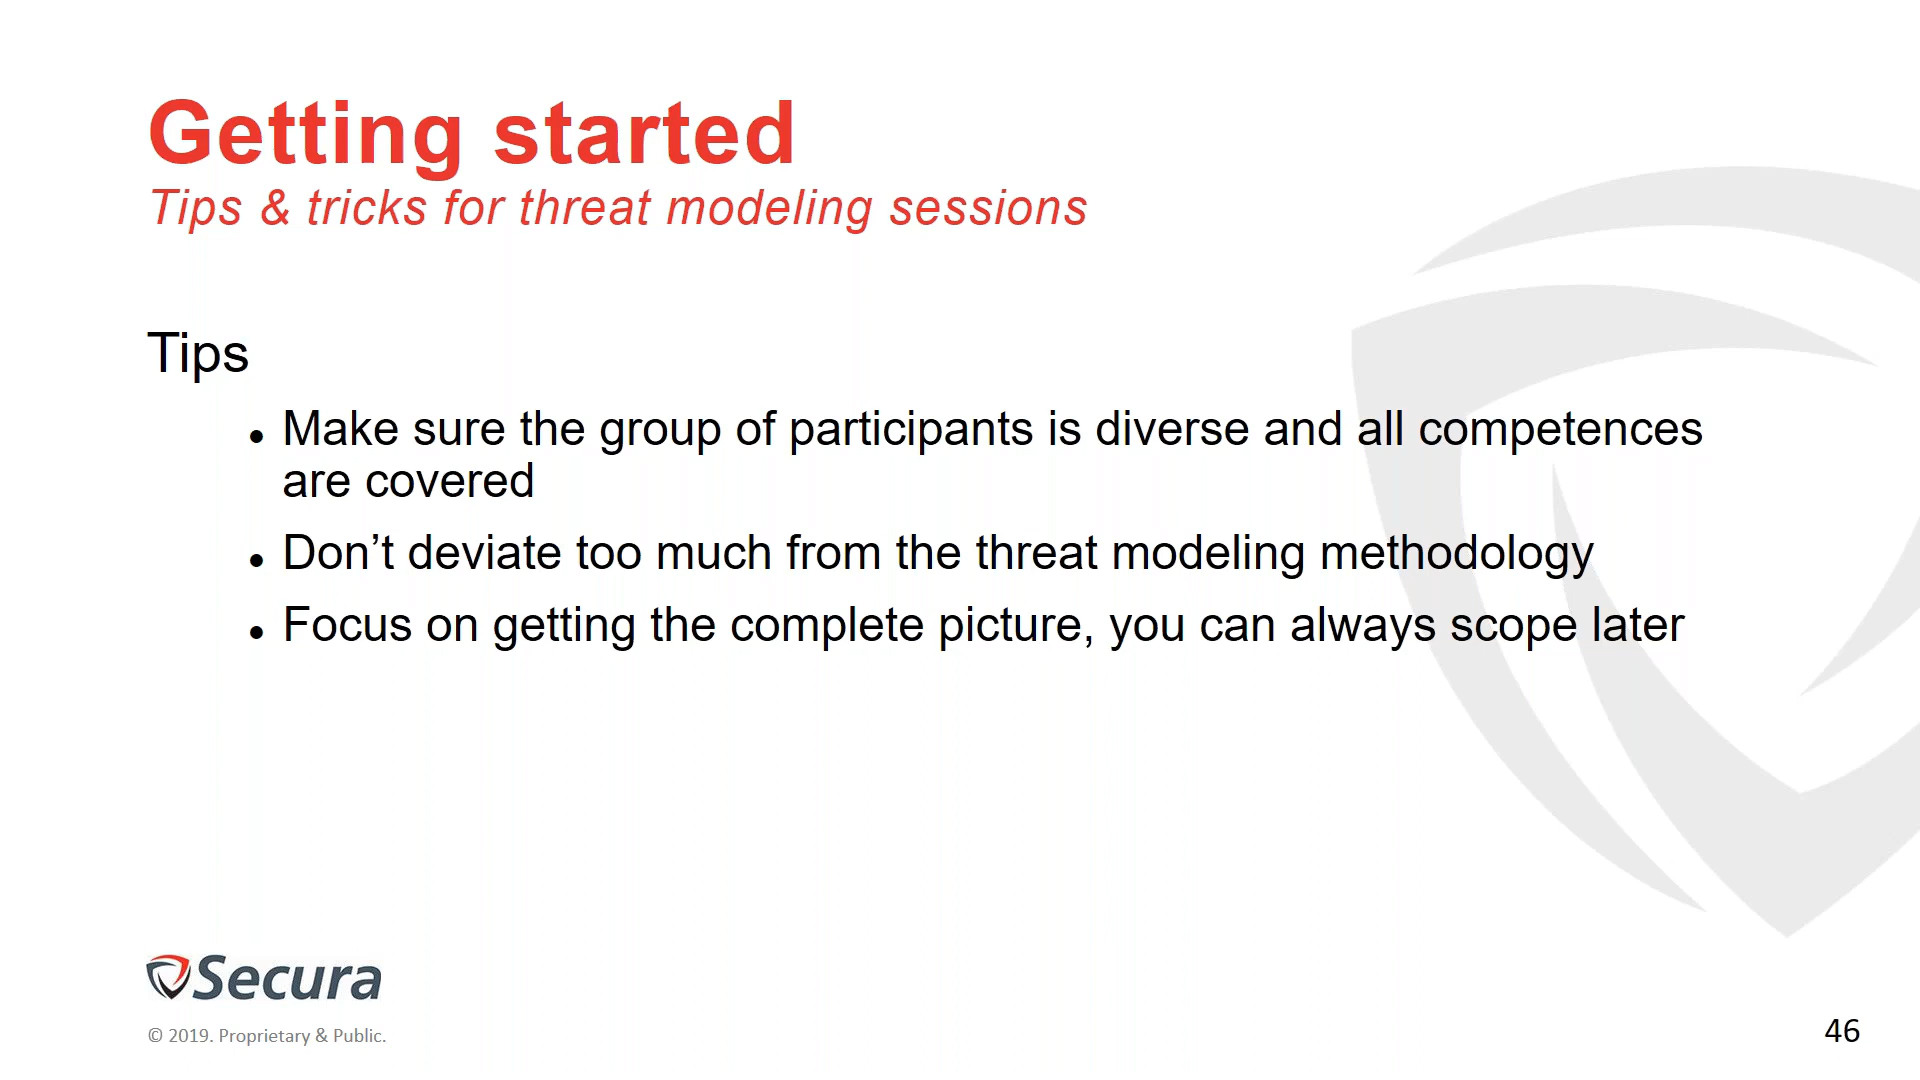 Getting started
Tips & tricks for threat modeling sessions
Tips
• Make sure the group of participants is diverse and all competences
are covered
• Don’t deviate too much from the threat modeling methodology
• Focus on getting the complete picture, you can always scope later
Secura
© 2019. Proprietary & Public.
46